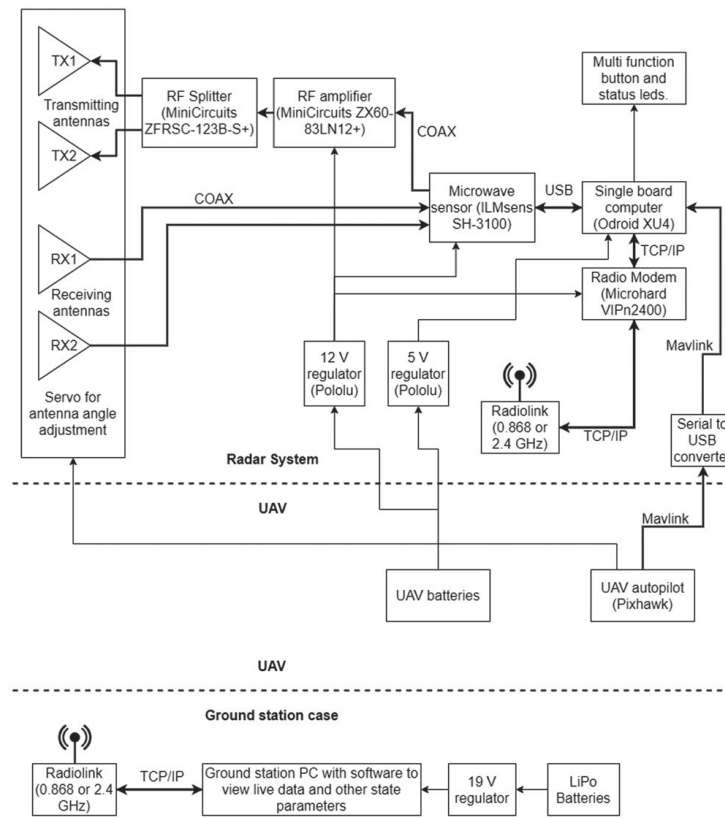 TX1
Transmitting
antennas
TX2
RX1
Receiving
antennas
RX2
Servo for
antenna angle
adjustment
RF Splitter
(MiniCircuits
ZFRSC-123B-S+)
RF amplifier
(MiniCircuits ZX60-
83LN12+)
COAX
COAX
Microwave
sensor (ILMsens
SH-3100)
USB
Multi function
button and
status leds.
Single board
computer
(Odroid XU4)
TCP/IP
Radio Modem
(Microhard
VIPn2400)
12 V
regulator
(Pololu)
5 V
regulator
(Pololu)
Radiolink
(0.868 or
2.4 GHz)
TCP/IP
Mavlink
Serial to
USB
converte
Radar System
UAV
Mavlink
UAV batteries
UAV autopilot
(Pixhawk)
UAV
Ground station case
Radiolink
(0.868 or 2.4
GHz)
TCP/IP
Ground station PC with software to
view live data and other state
parameters
19 V
regulator
LiPo
Batteries